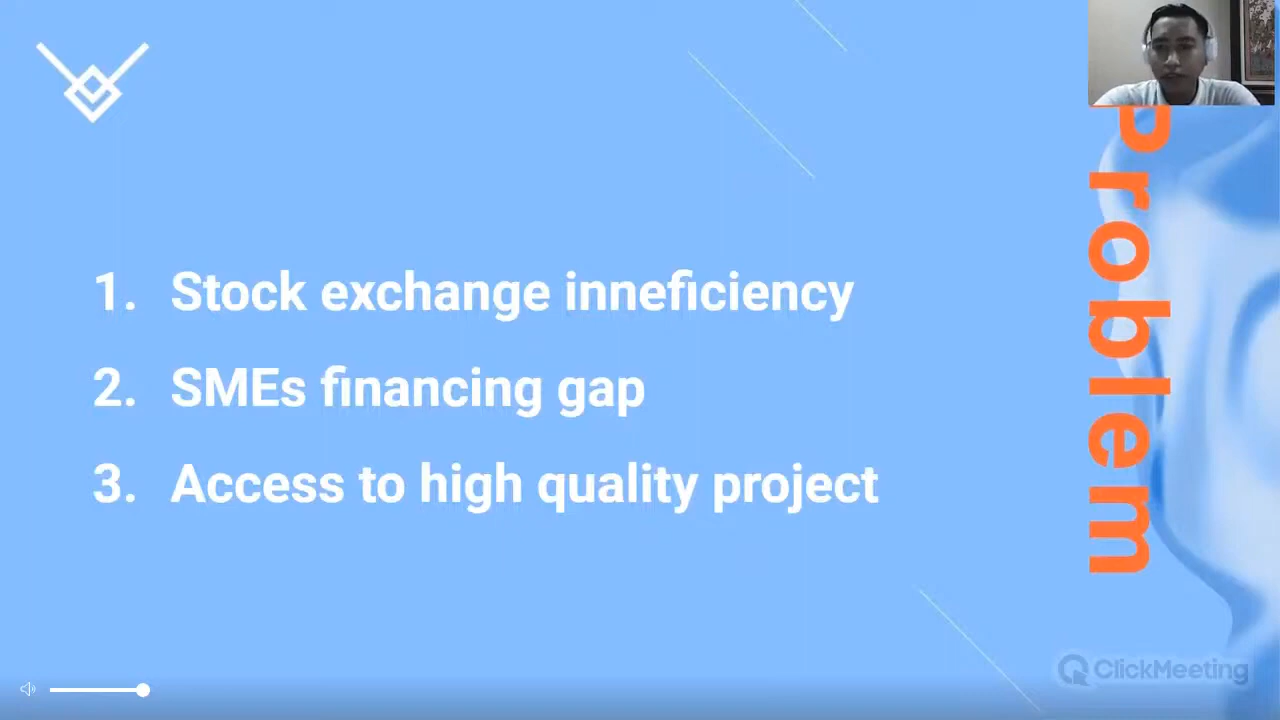 1. Stock exchange inneficiency
2. SMEs financing gap
3. Access to high quality project
Problem
ClickMeeting